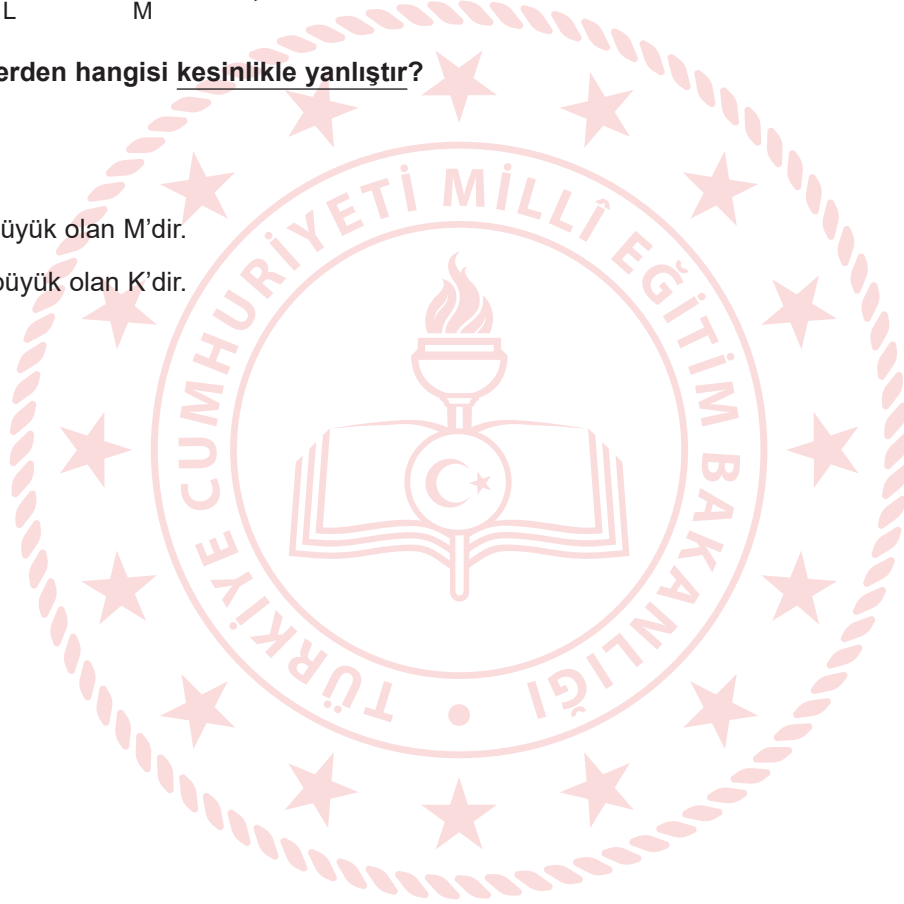 L M
erden hangisi kesinlikle yanlıştır?
üyük olan M’dir.
büyük olan K’dir.
TÜRKİYE CUMHURİYETİ MİLLÎ EĞİTİM BAKANLIĞI